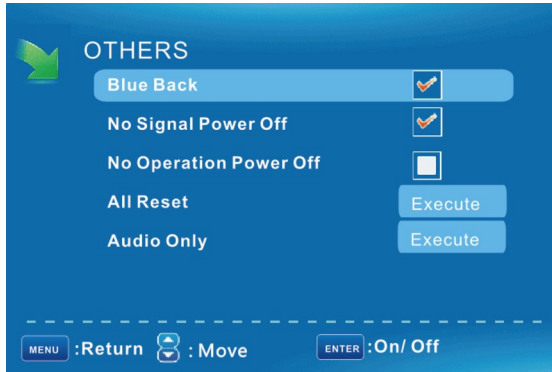 OTHERS
Blue Back
No Signal Power Off
No Operation Power Off
All Reset Execute
Audio Only Execute
MENU :Return : Move ENTER :On/ Off